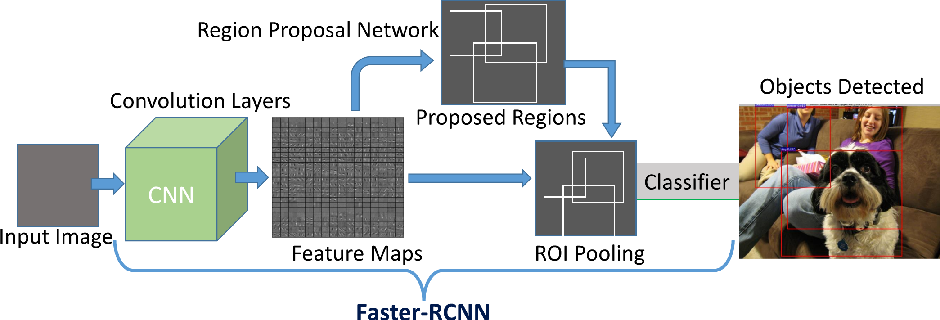 Region Proposal Network
Objects Detected
Convolution Layers
Proposed Regions
CNN
Classifier
Input Image
Feature Maps
ROI Pooling
Faster-RCNN